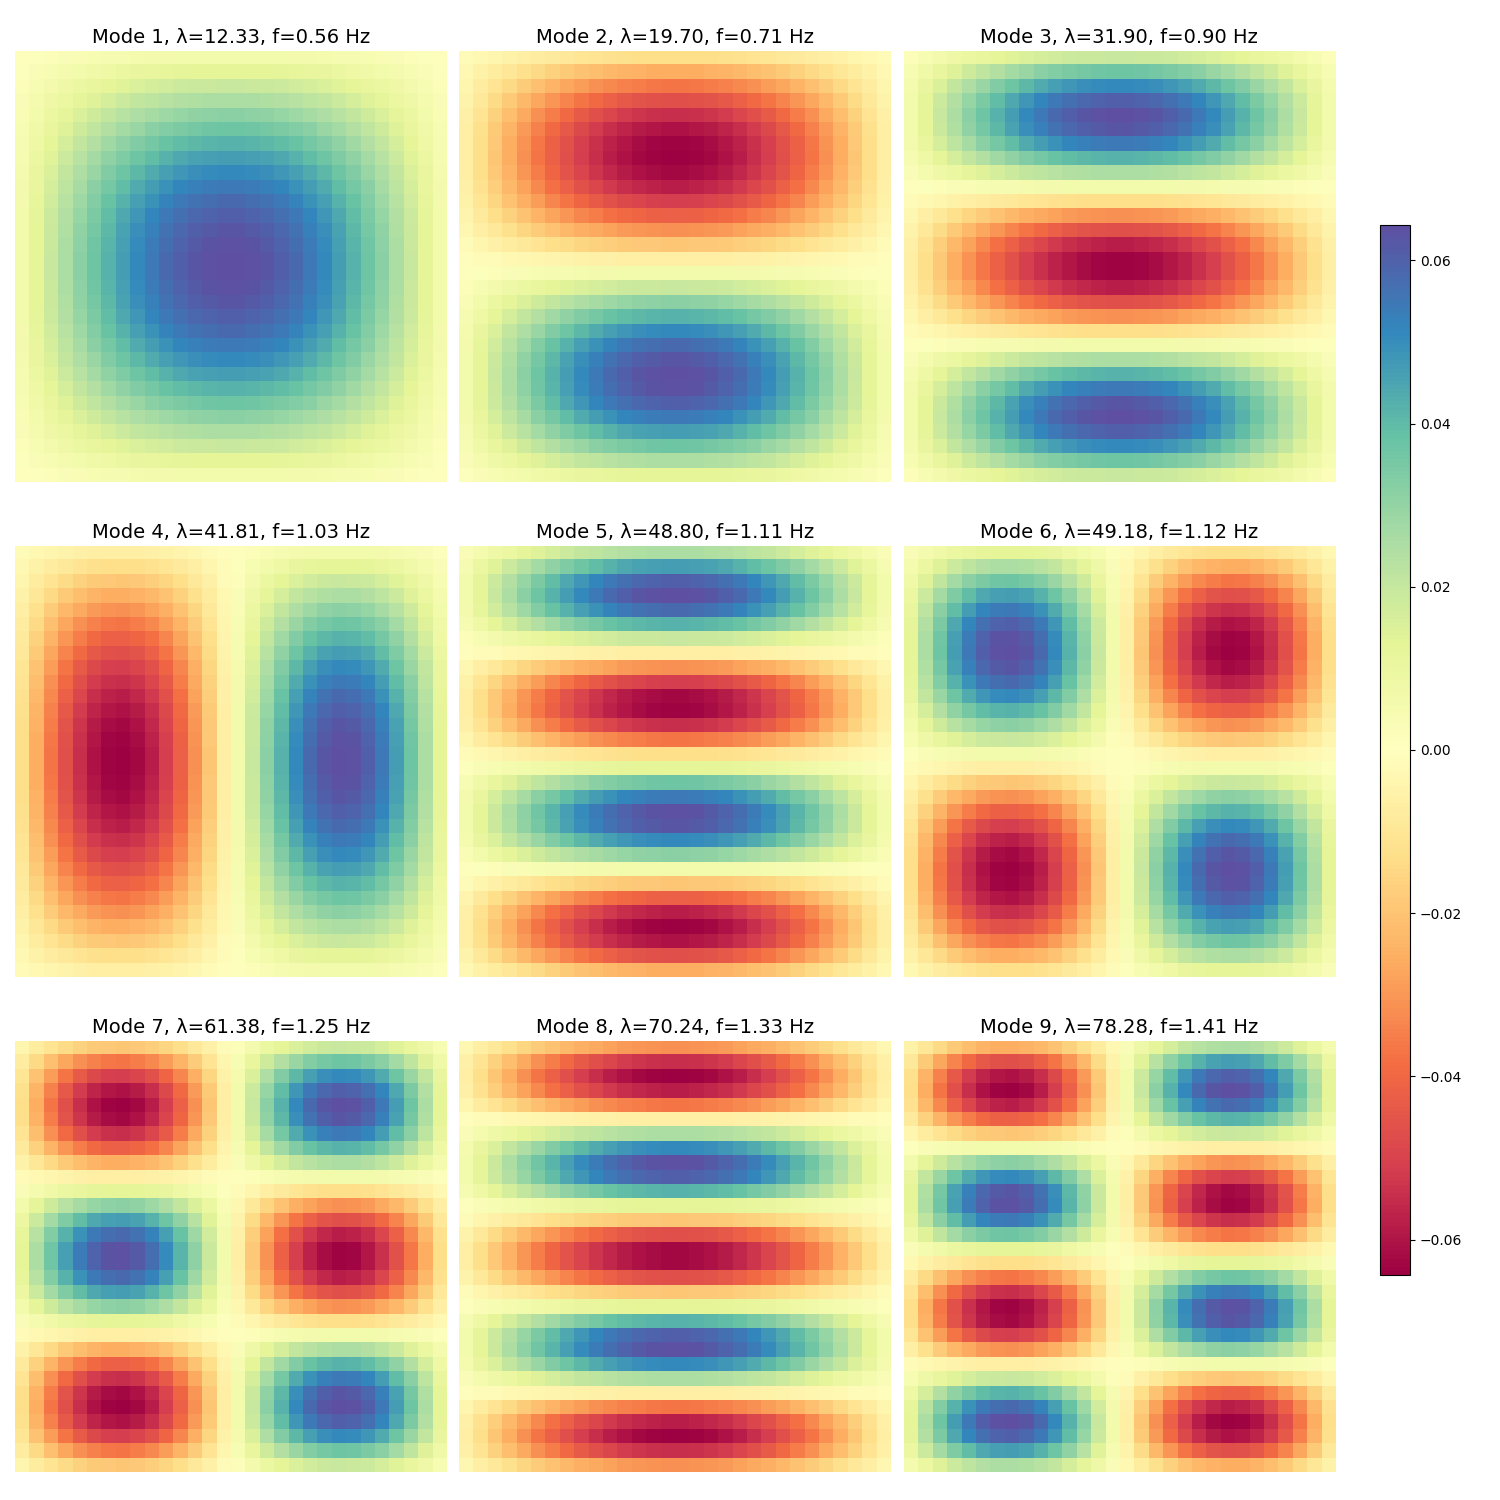 Mode 1, λ=12.33, f=0.56 Hz
Mode 2, λ=19.70, f=0.71 Hz
Mode 3, λ=31.90, f=0.90 Hz
Mode 4, λ=41.81, f=1.03 Hz
Mode 5, λ=48.80, f=1.11 Hz
Mode 6, λ=49.18, f=1.12 Hz
Mode 7, λ=61.38, f=1.25 Hz
Mode 8, λ=70.24, f=1.33 Hz
Mode 9, λ=78.28, f=1.41 Hz
0.06
0.04
0.02
0.00
−0.02
−0.04
−0.06